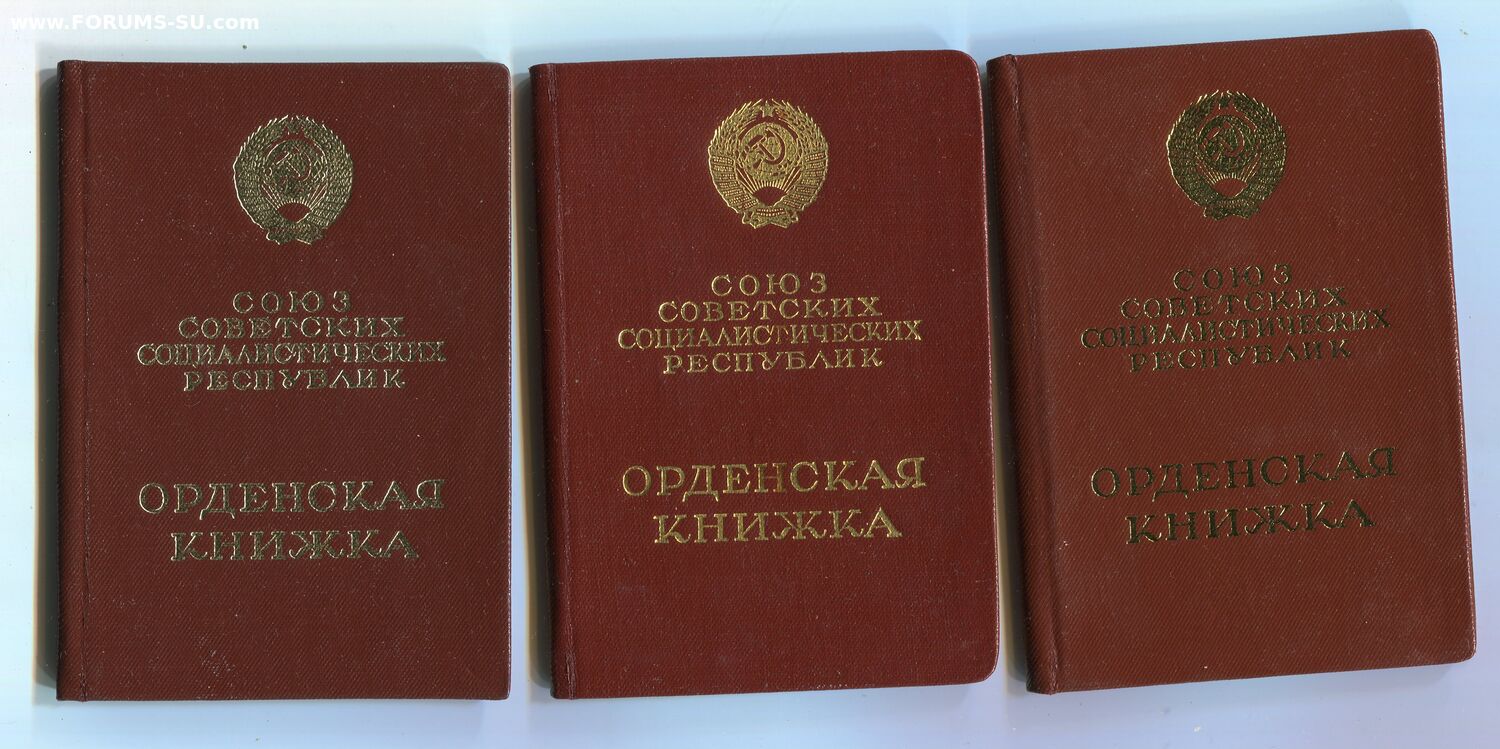 www.FORUMS-SU.com
СОЮЗ
СОВЕТСКИХ
СОЦИАЛИСТИЧЕСКИХ
РЕСПУБЛИК
ОРДЕНСКАЯ
КНИЖКА
СОЮЗ
СОВЕТСКИХ
СОЦИАЛИСТИЧЕСКИХ
РЕСПУБЛИК
ОРДЕНСКАЯ
КНИЖКА
СОЮЗ
СОВЕТСКИХ
СОЦИАЛИСТИЧЕСКИХ
РЕСПУБЛИК
ОРДЕНСКАЯ
КНИЖКА